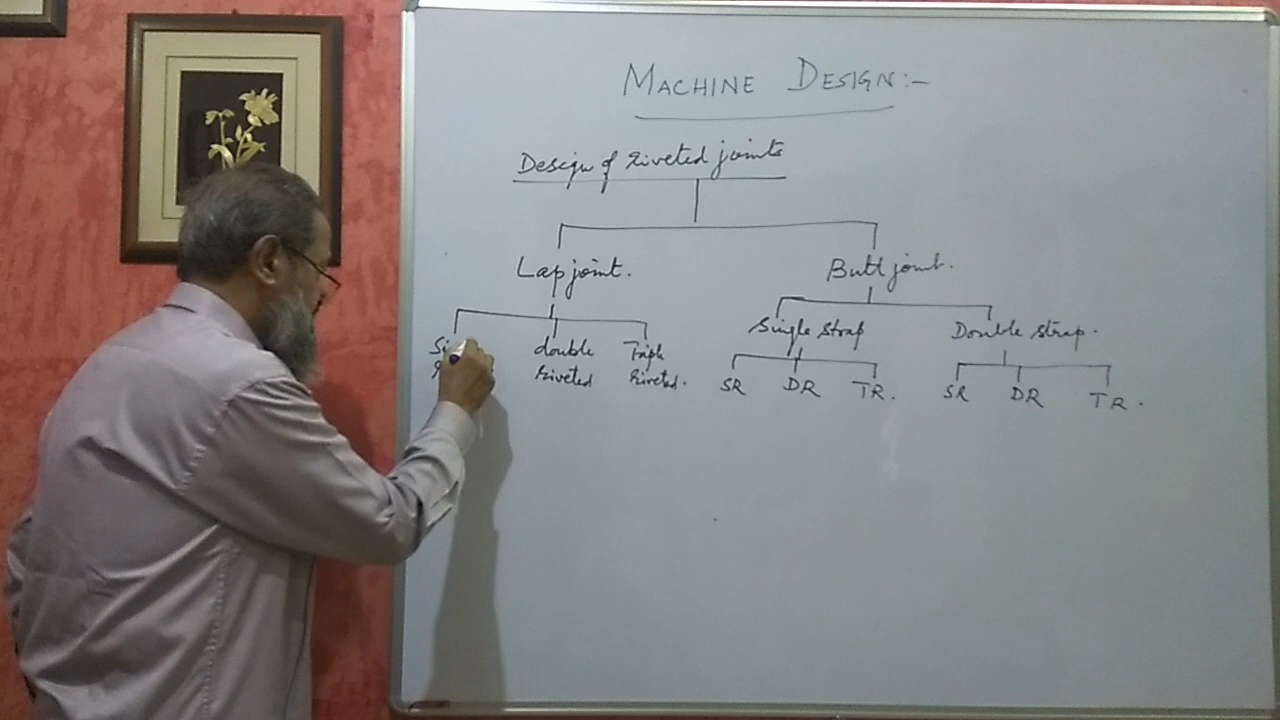 MACHINE DESIGN:-
Design of riveted joints
Lap joint.
Butt joint.
Single strap
Double strap.
double
riveted
Triple
riveted.
SR DR TR.
SR DR TR.